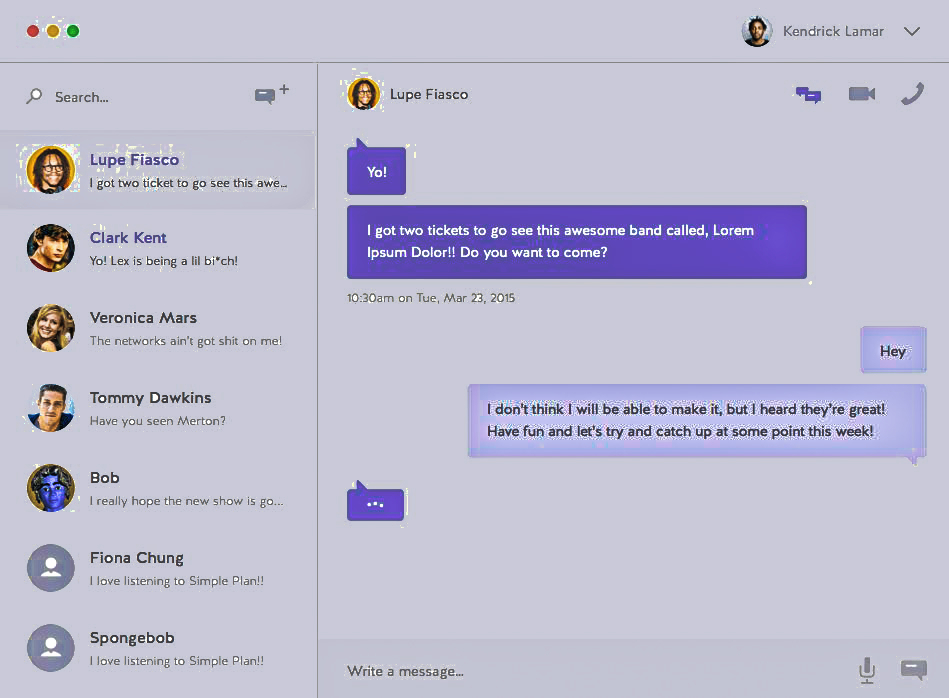 Kendrick Lamar
Search...
Lupe Fiasco
I got two ticket to go see this awe...
Clark Kent
Yo! Lex is being a lil bi*ch!
Veronica Mars
The networks ain't got shit on me!
Tommy Dawkins
Have you seen Merton?
Bob
I really hope the new show is go...
Fiona Chung
I love listening to Simple Plan!!
Spongebob
I love listening to Simple Plan!!
Lupe Fiasco
Yo!
I got two tickets to go see this awesome band called, Lorem
Ipsum Dolor!! Do you want to come?
10:30am on Tue, Mar 23, 2015
Hey
I don't think I will be able to make it, but I heard they're great!
Have fun and let's try and catch up at some point this week!
...
Write a message...